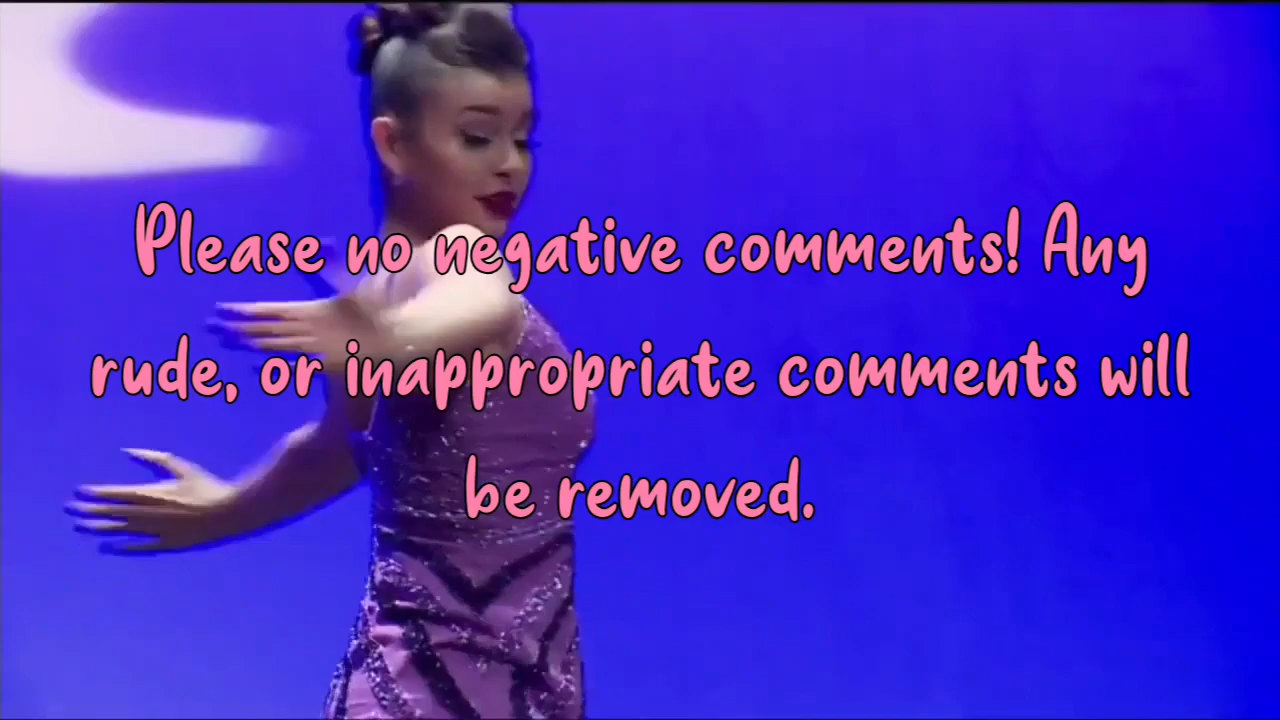 Please no negative comments! Any
rude, or inappropriate comments will
be removed.